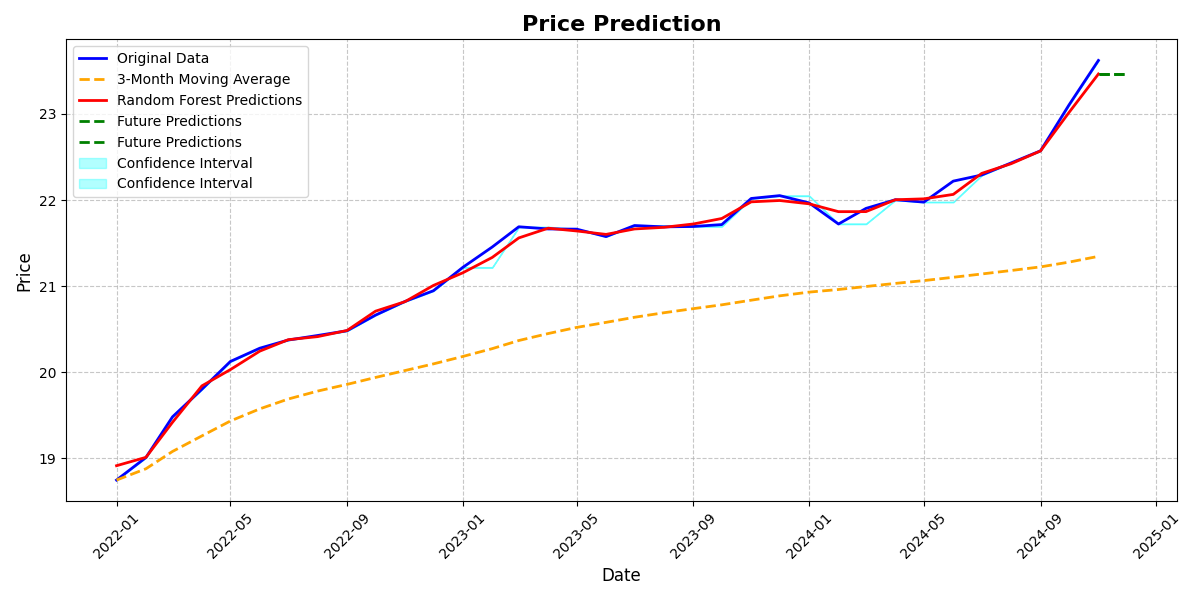 Price Prediction
Original Data
3-Month Moving Average
Random Forest Predictions
Future Predictions
Future Predictions
Confidence Interval
Confidence Interval
Price
23
22
21
20
19
2022-01
2022-05
2022-09
2023-01
2023-05
2023-09
2024-01
2024-05
2024-09
2025-01
Date